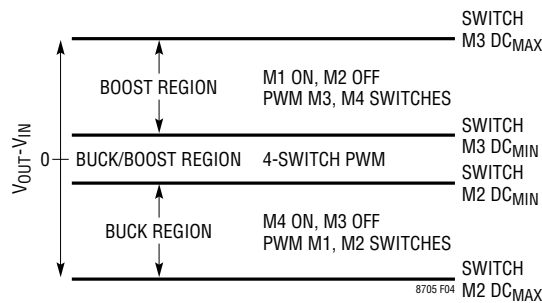 SWITCH
M3 DCMAX
BOOST REGION
M1 ON, M2 OFF
PWM M3, M4 SWITCHES
SWITCH
M3 DCMIN
VOUT-VIN
0
BUCK/BOOST REGION
4-SWITCH PWM
SWITCH
M2 DCMIN
BUCK REGION
M4 ON, M3 OFF
PWM M1, M2 SWITCHES
8705 F04
SWITCH
M2 DCMAX